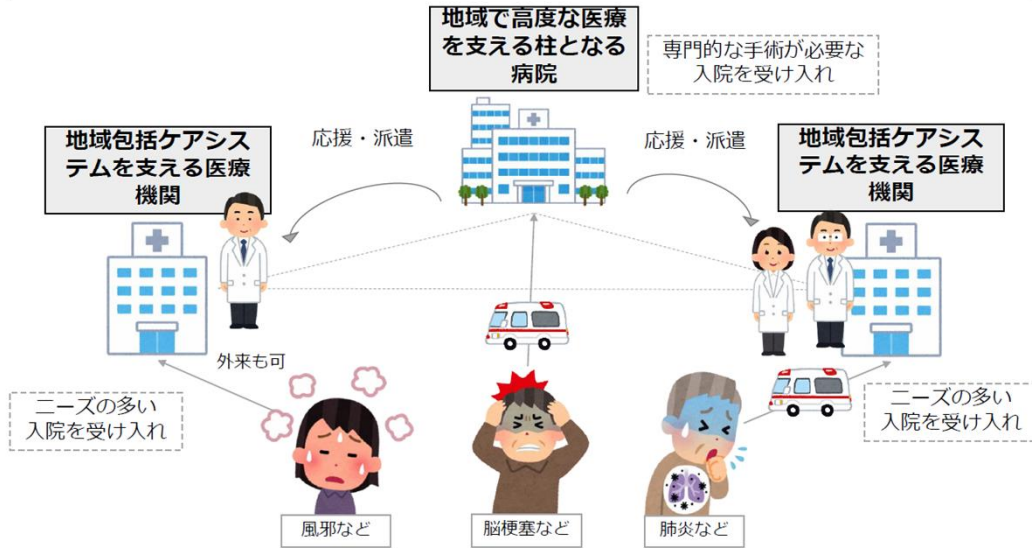 地域で高度な医療
を支える柱となる
病院
専門的な手術が必要な
入院を受け入れ
地域包括ケアシス
テムを支える医療
機関
応援・派遣
応援・派遣
地域包括ケアシス
テムを支える医療
機関
外来も可
ニーズの多い
入院を受け入れ
ニーズの多い
入院を受け入れ
風邪など
脳梗塞など
肺炎など